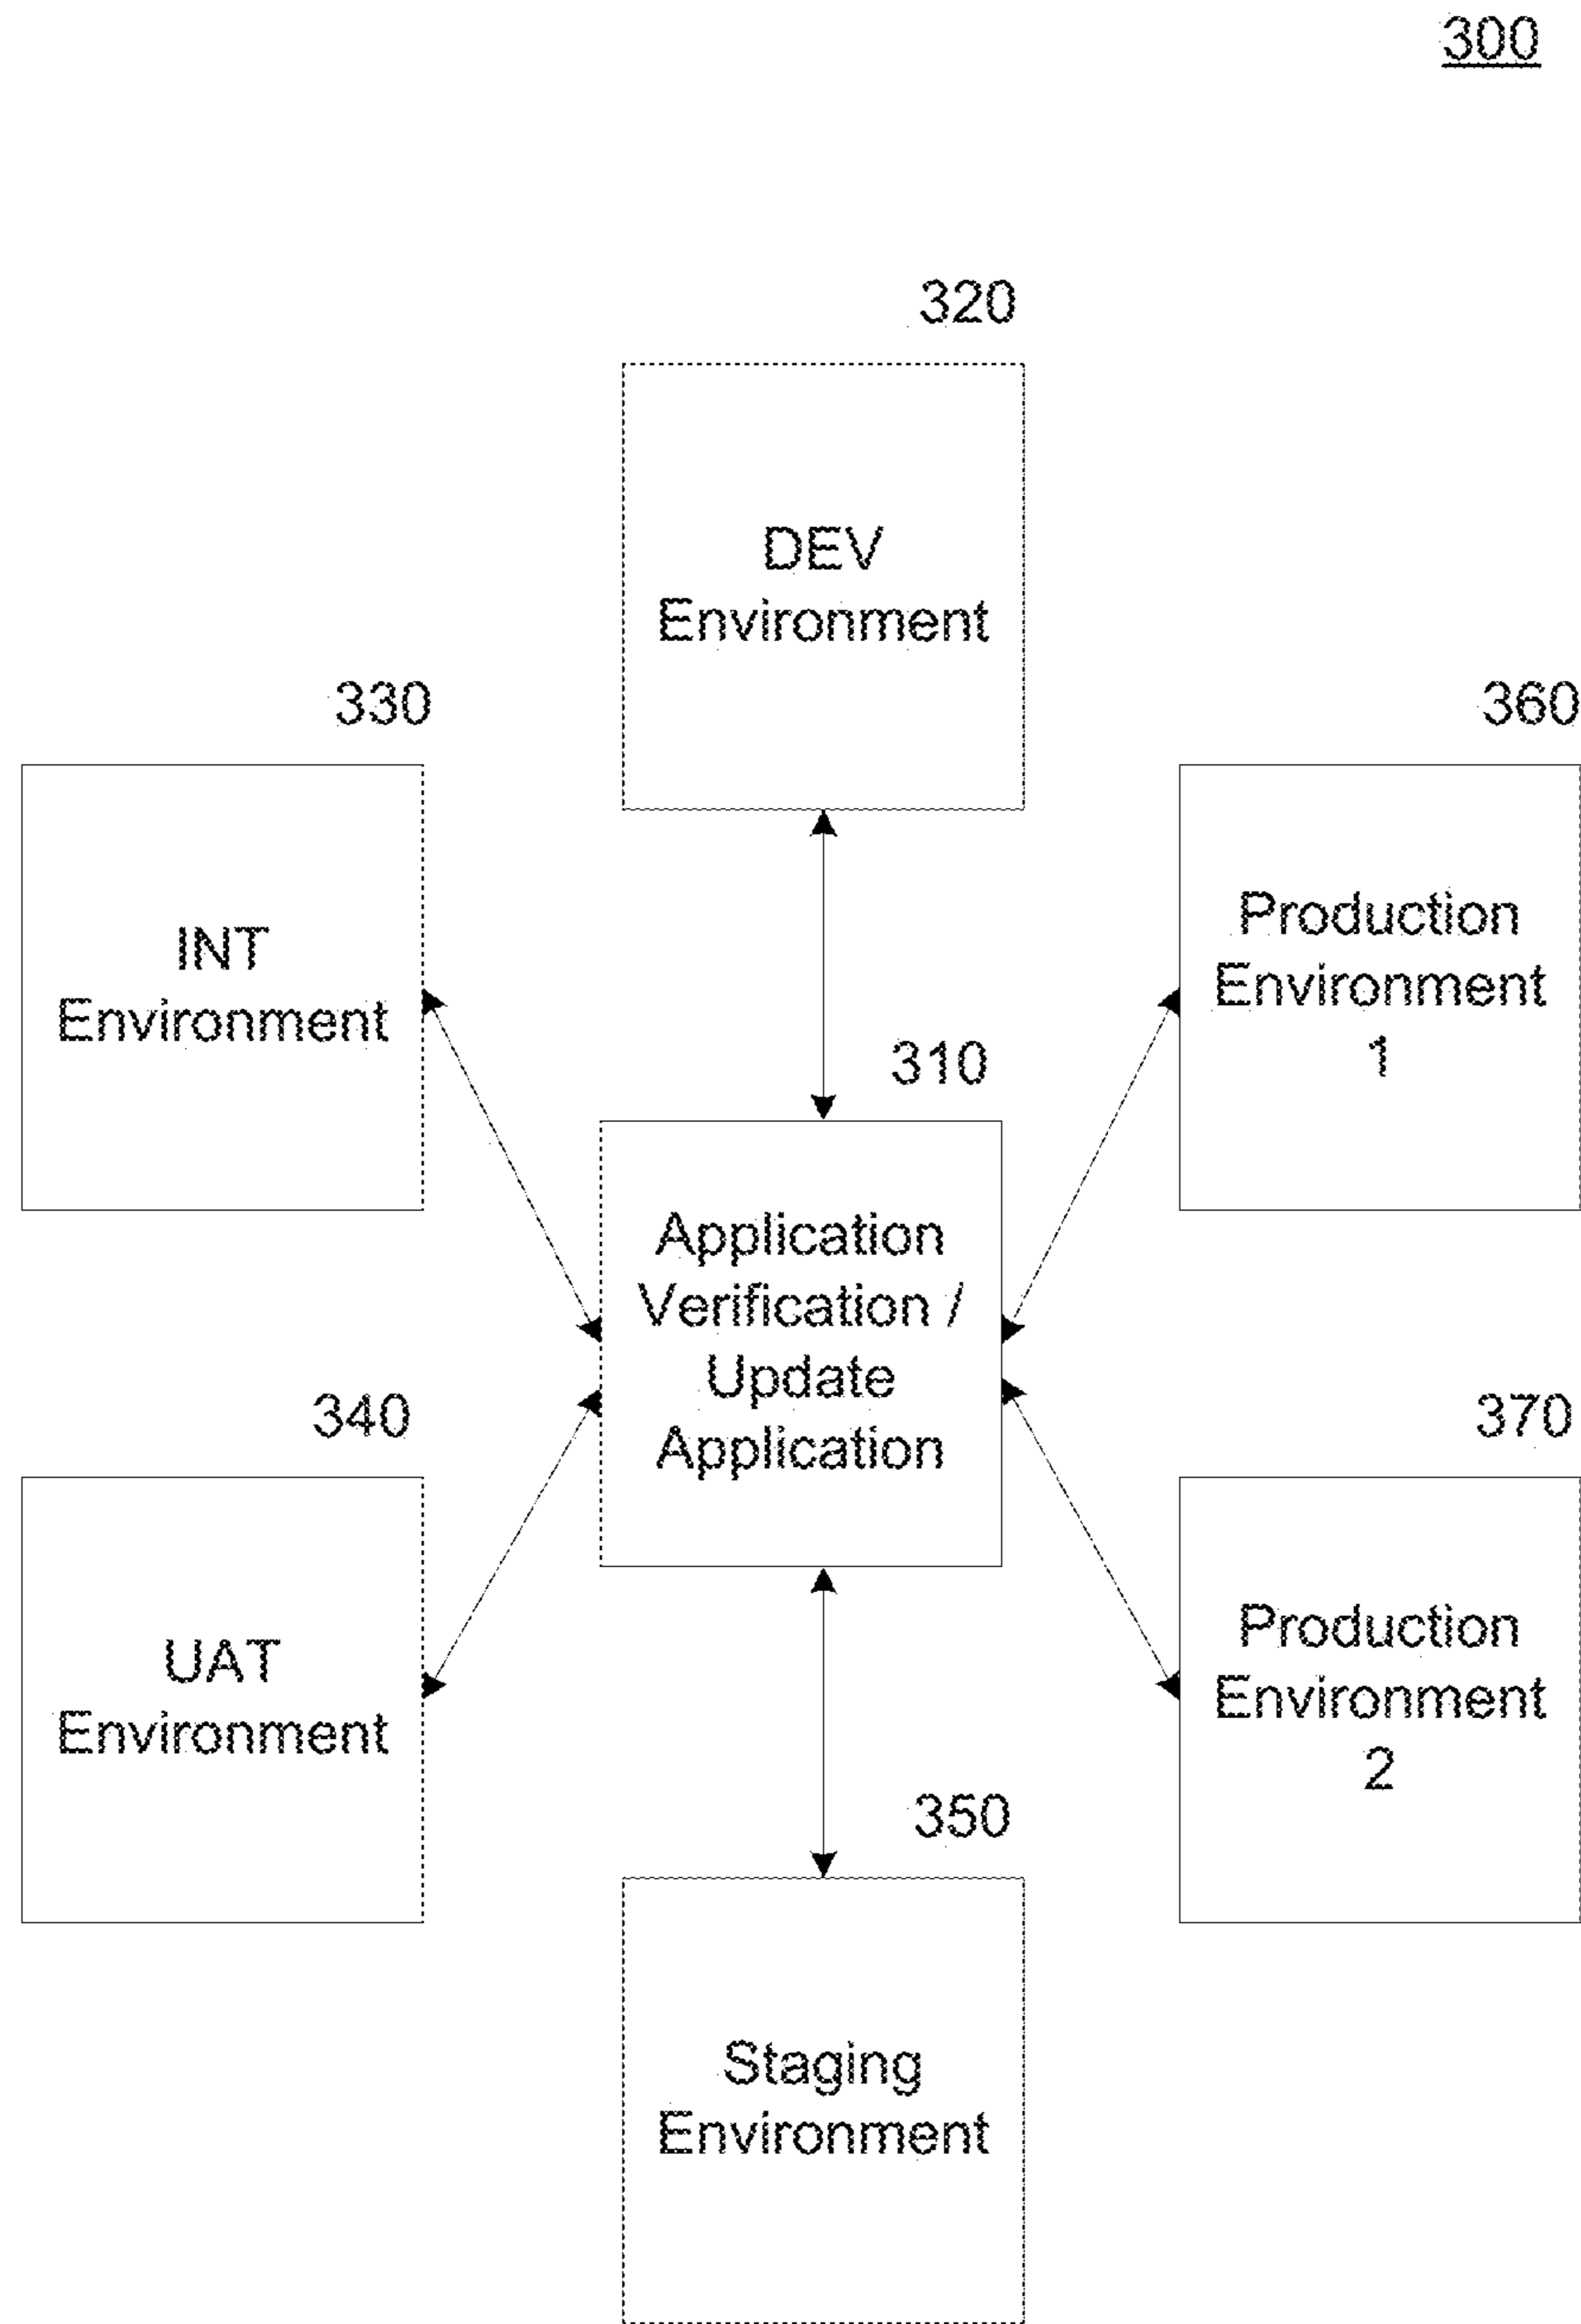 300
320
DEV
Environment
330
INT
Environment
360
Production
Environment
1
310
Application
Verification /
Update
Application
340
UAT
Environment
370
Production
Environment
2
350
Staging
Environment